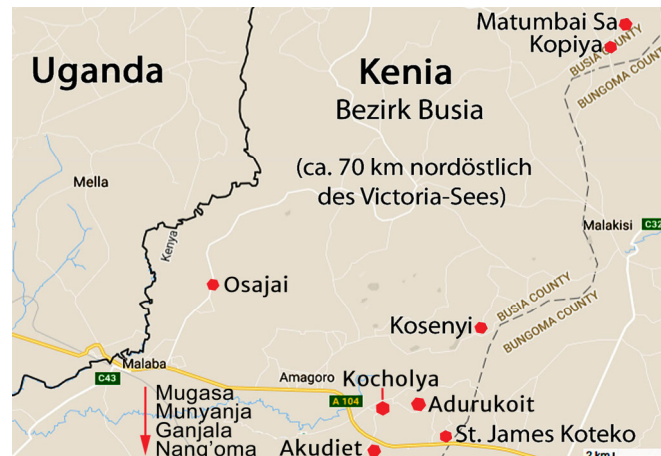 Matumbai Sa
Kopiya
Uganda
Kenia
Bezirk Busia
BUSIA COUNTY
BUNGOMA COUNTY
(ca. 70 km nordöstlich
des Victoria-Sees)
Mella
Malakisi
C32
Kenya
Osajai
BUSIA COUNTY
BUNGOMA COUNTY
Kosenyi
Malaba
C43
Amagoro
Kocholya
A 104
Adurukoit
Mugasa
Munyanja
Ganjala
Nang'oma
St. James Koteko
Akudiet
2 km